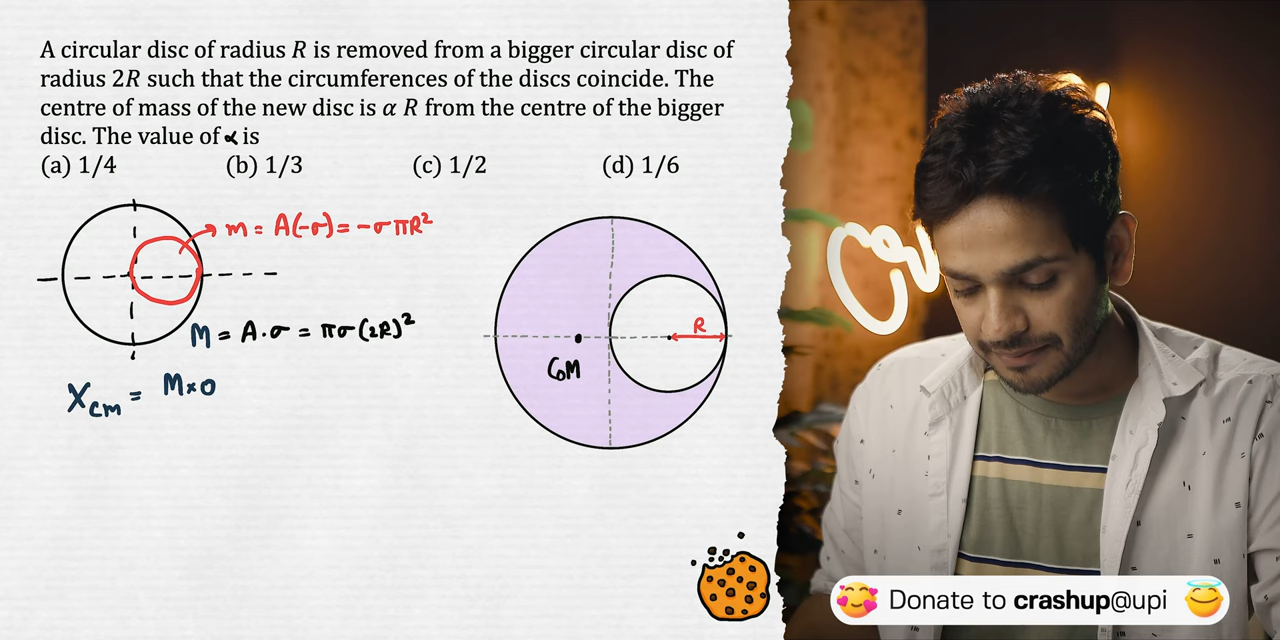 A circular disc of radius R is removed from a bigger circular disc of
radius 2R such that the circumferences of the discs coincide. The
centre of mass of the new disc is α R from the centre of the bigger
disc. The value of α is
(a) 1/4 (b) 1/3 (c) 1/2 (d) 1/6
m = A(-σ) = -σπR²
M = A·σ = πσ(2R)²
X_cm = M×0
R
COM
Donate to crashup@upi